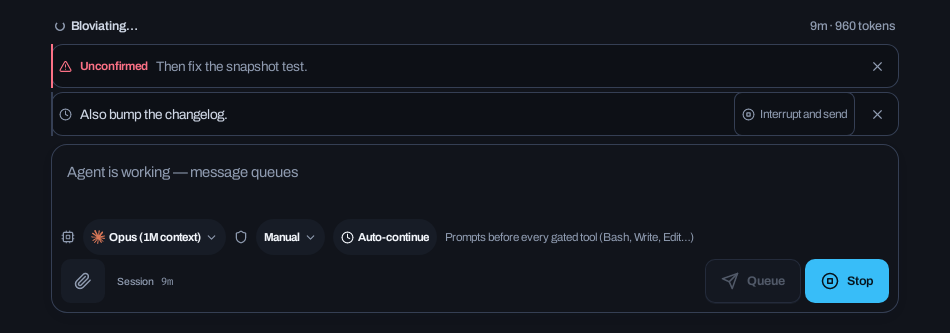 Bloviating...
9m · 960 tokens
Unconfirmed Then fix the snapshot test.
Also bump the changelog.
Interrupt and send
Agent is working — message queues
Opus (1M context) Manual Auto-continue Prompts before every gated tool (Bash, Write, Edit...)
Session 9m
Queue
Stop